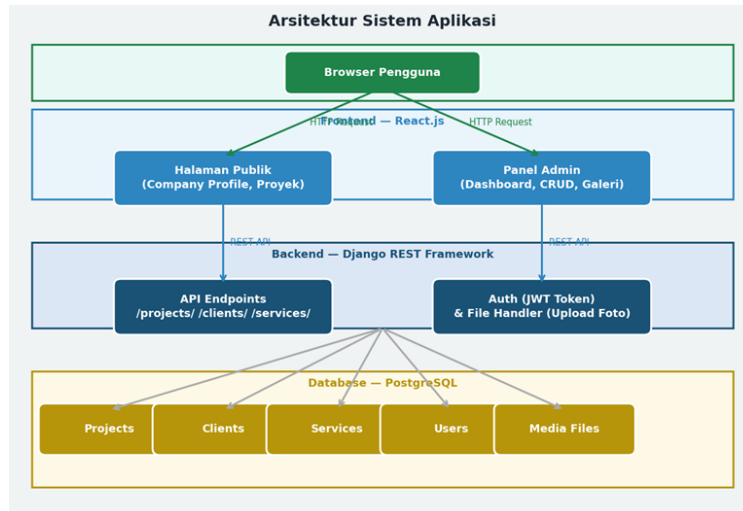 Arsitektur Sistem Aplikasi
Browser Pengguna
Frontend — React.js
HTTP Request
HTTP Request
Halaman Publik
(Company Profile, Proyek)
Panel Admin
(Dashboard, CRUD, Galeri)
REST API
REST API
Backend — Django REST Framework
API Endpoints
/projects/ /clients/ /services/
Auth (JWT Token)
& File Handler (Upload Foto)
Database — PostgreSQL
Projects
Clients
Services
Users
Media Files